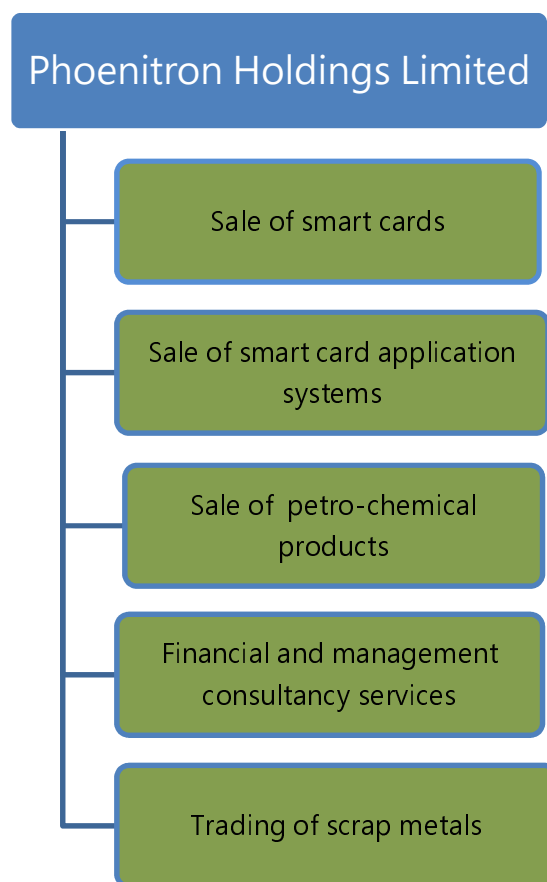 Phoenitron Holdings Limited
Sale of smart cards
Sale of smart card application
systems
Sale of  petro-chemical
products
Financial and management
consultancy services
Trading of scrap metals